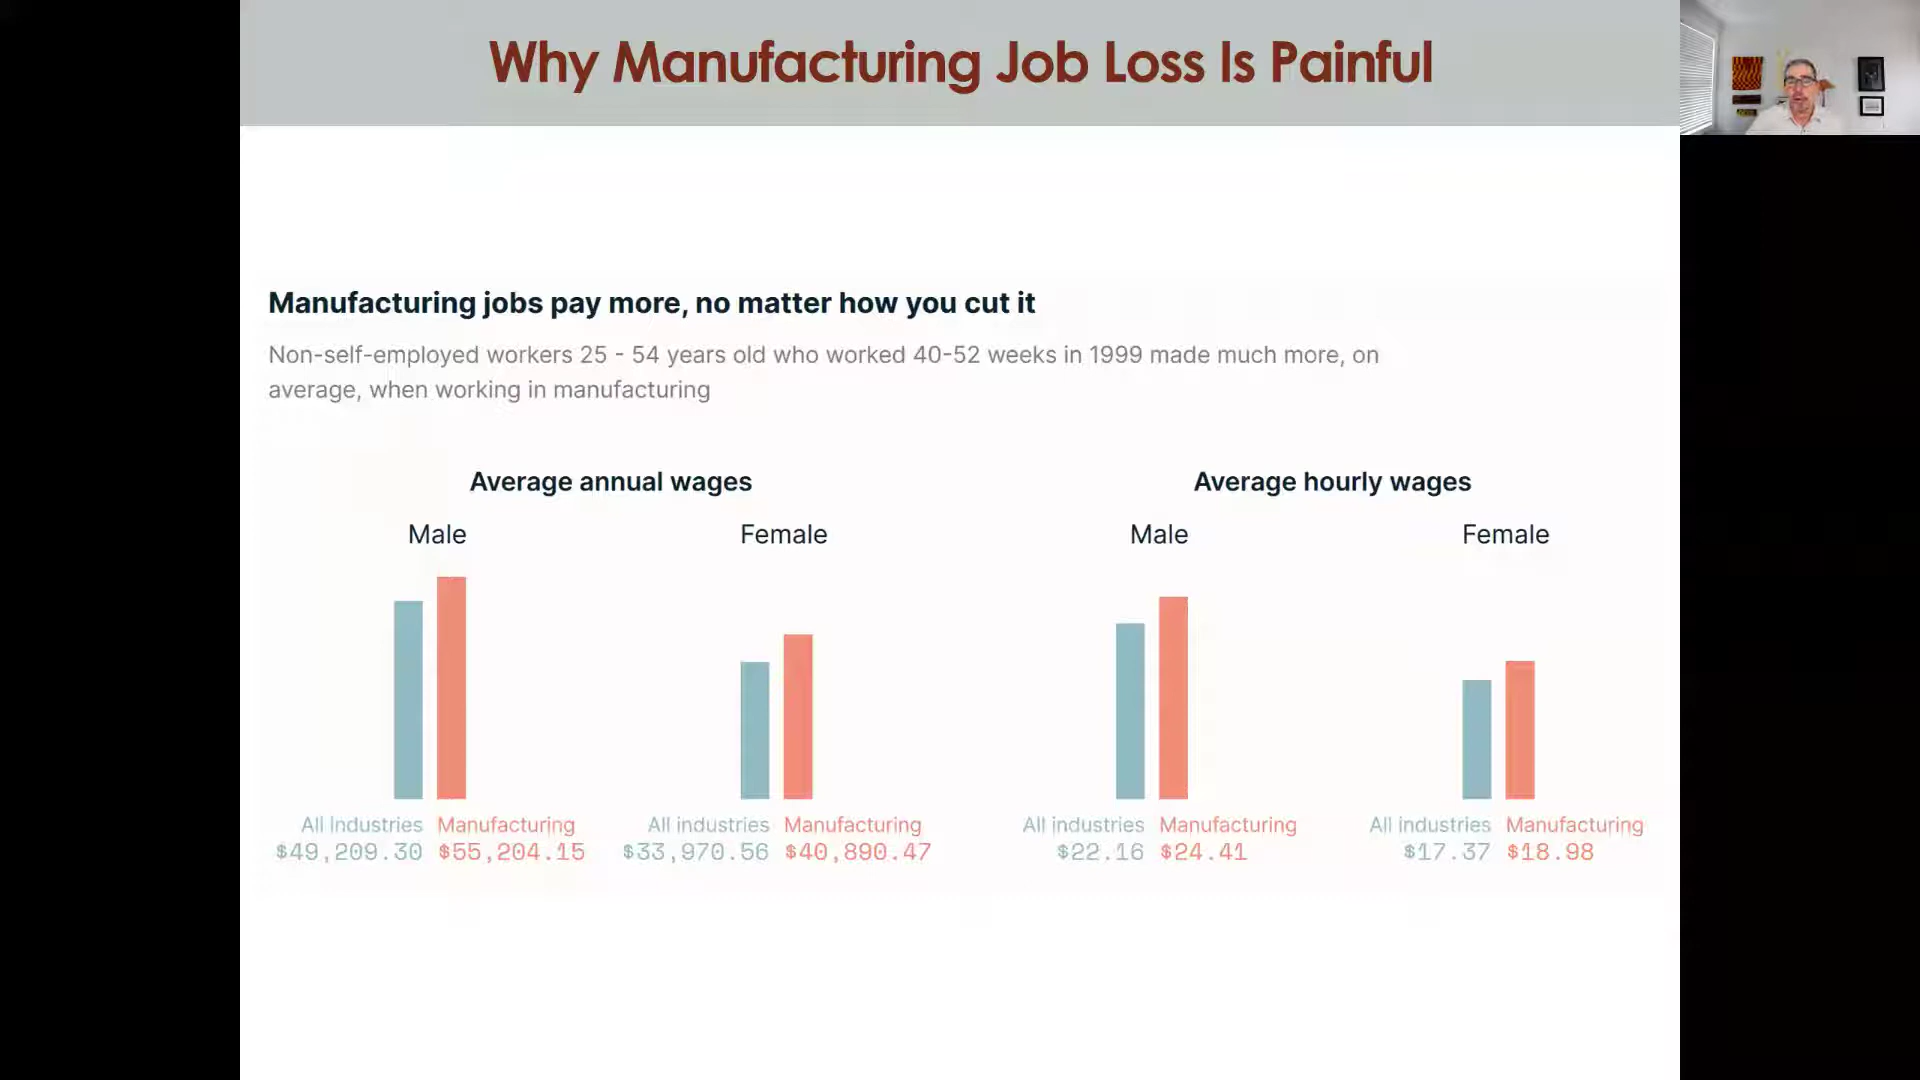 Why Manufacturing Job Loss Is Painful
Manufacturing jobs pay more, no matter how you cut it
Non-self-employed workers 25 - 54 years old who worked 40-52 weeks in 1999 made much more, on
average, when working in manufacturing
Average annual wages
Male
Female
All industries Manufacturing
$49,209.30 $55,204.15
All industries Manufacturing
$33,970.56 $40,890.47
Average hourly wages
Male
Female
All industries Manufacturing
$22.16 $24.41
All industries Manufacturing
$17.37 $18.98